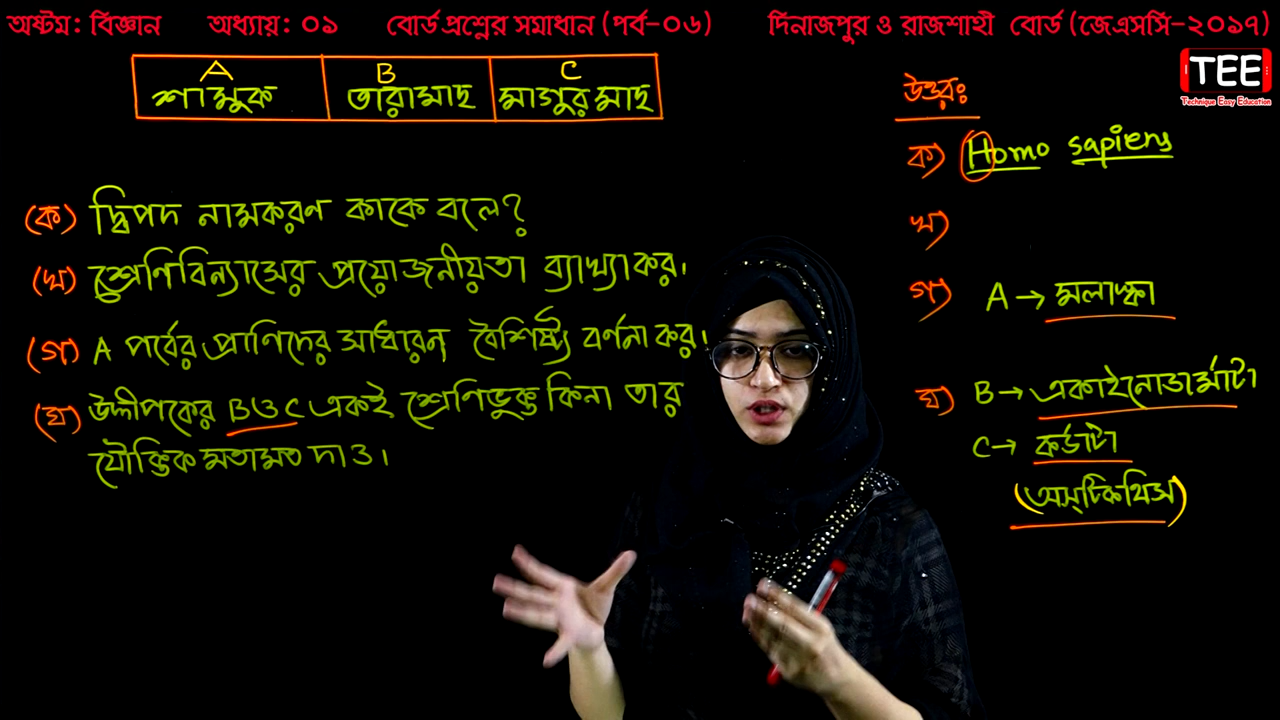 অষ্টম: বিজ্ঞান অধ্যায়: ০১ বোর্ড প্রশ্নের সমাধান (পর্ব-০৬) দিনাজপুর ও রাজশাহী বোর্ড (জেএসসি-২০১৭)
TEE
Technique Easy Education
A B C
শামুক তারামাছ মাগুর মাছ
(ক) দ্বিপদ নামকরণ কাকে বলে?
(খ) শ্রেণিবিন্যাসের প্রয়োজনীয়তা ব্যাখ্যা কর।
(গ) A পর্বের প্রাণিদের সাধারন বৈশিষ্ট্য বর্ণনা কর।
(ঘ) উদ্দীপকের B ও C একই শ্রেণিভুক্ত কিনা তার
যৌক্তিক মতামত দাও।
উত্তরঃ
ক) Homo sapiens
খ)
গ) A → মলাস্কা
ঘ) B → একাইনোডার্মাটা
C → কর্ডাটা
(অস্টিকথিস)